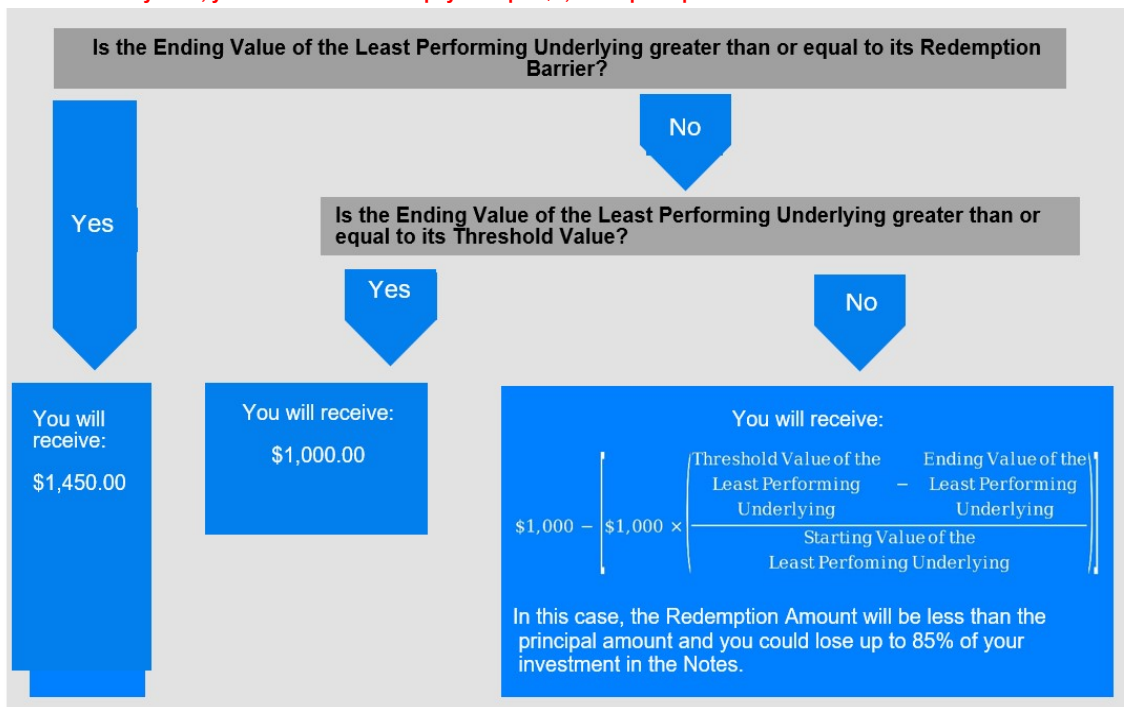 Is the Ending Value of the Least Performing Underlying greater than or equal to its Redemption
Barrier?
No
Yes
Is the Ending Value of the Least Performing Underlying greater than or
equal to its Threshold Value?
Yes
No
You will
receive:
$1,450.00
You will receive:
$1,000.00
You will receive:
Threshold Value of the Ending Value of the
Least Performing − Least Performing
Underlying Underlying
$1,000 − [$1,000 × (
Starting Value of the
Least Perfoming Underlying
)]
In this case, the Redemption Amount will be less than the
principal amount and you could lose up to 85% of your
investment in the Notes.